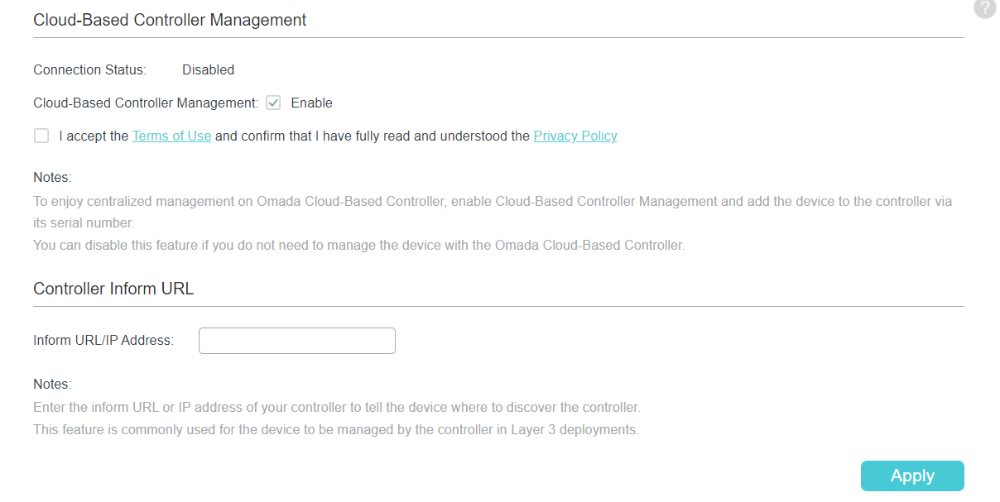 Cloud-Based Controller Management
?
Connection Status: Disabled
Cloud-Based Controller Management: Enable
I accept the Terms of Use and confirm that I have fully read and understood the Privacy Policy
Notes:
To enjoy centralized management on Omada Cloud-Based Controller, enable Cloud-Based Controller Management and add the device to the controller via
its serial number.
You can disable this feature if you do not need to manage the device with the Omada Cloud-Based Controller.
Controller Inform URL
Inform URL/IP Address:
Notes:
Enter the inform URL or IP address of your controller to tell the device where to discover the controller.
This feature is commonly used for the device to be managed by the controller in Layer 3 deployments.
Apply